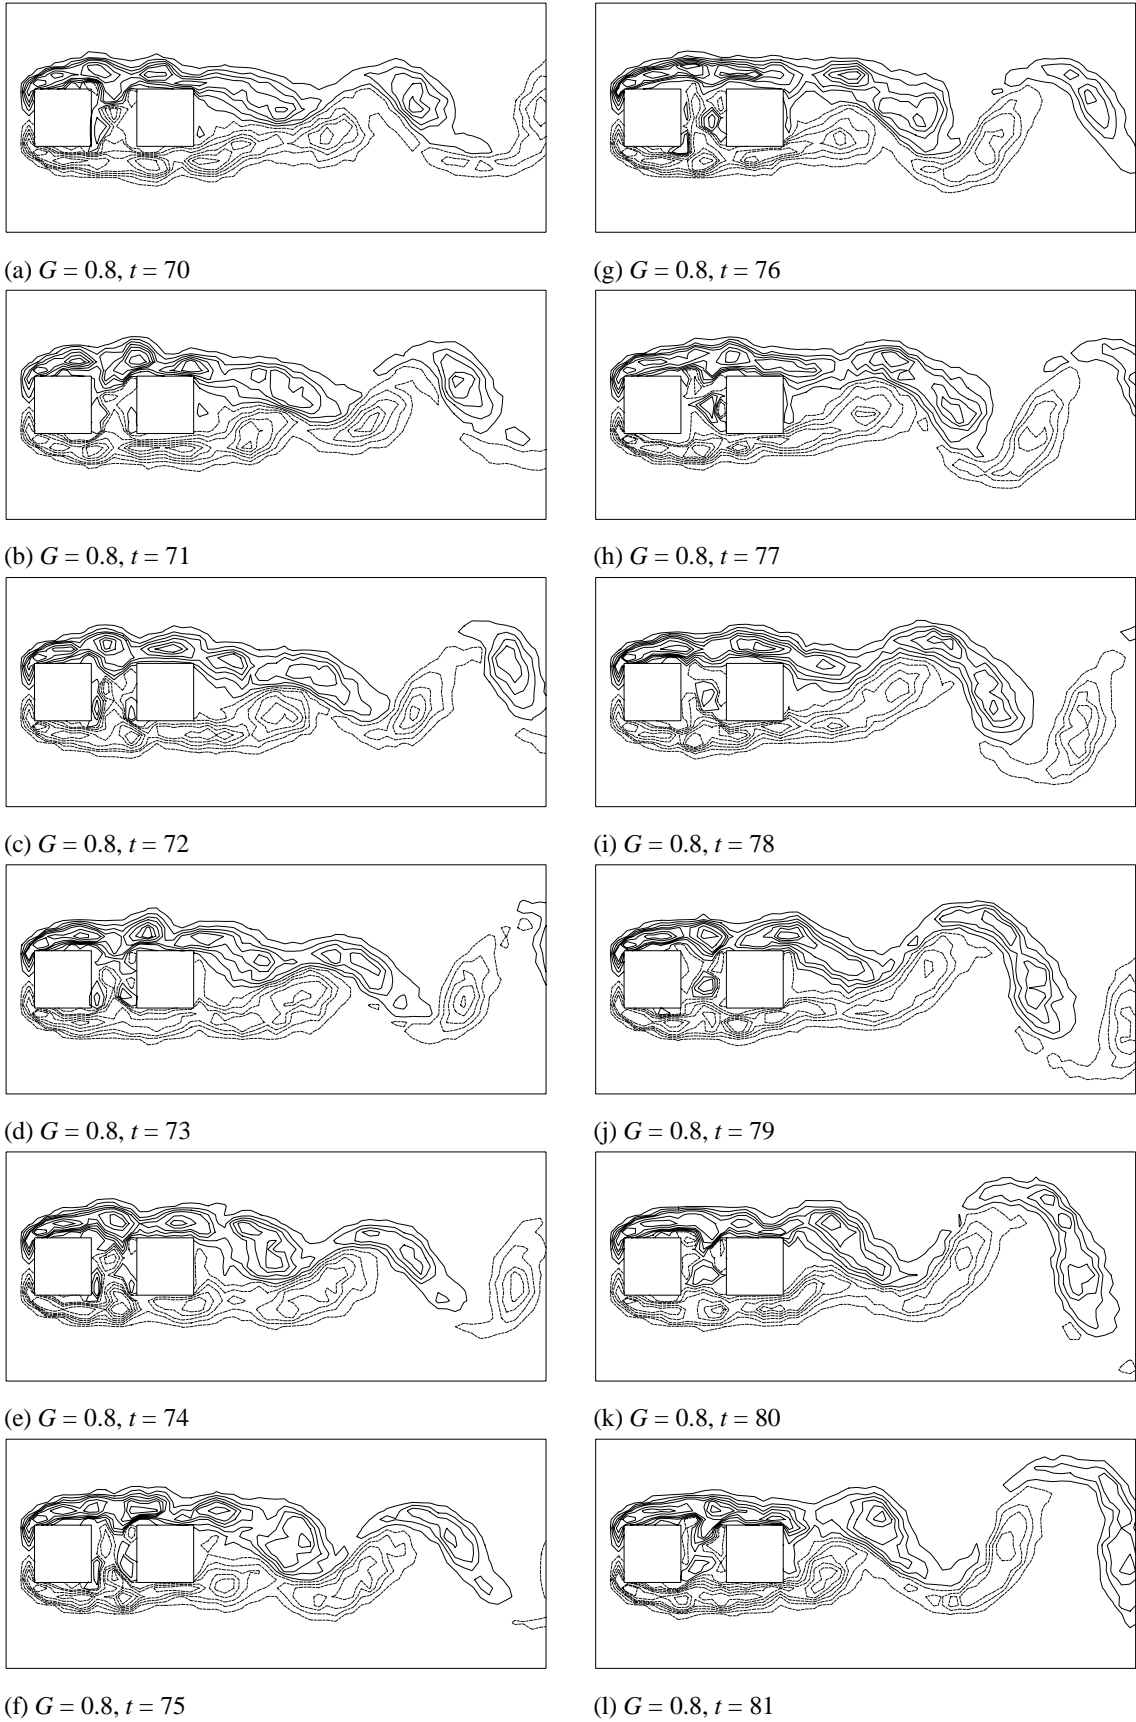 (a) G = 0.8, t = 70
(g) G = 0.8, t = 76
(b) G = 0.8, t = 71
(h) G = 0.8, t = 77
(c) G = 0.8, t = 72
(i) G = 0.8, t = 78
(d) G = 0.8, t = 73
(j) G = 0.8, t = 79
(e) G = 0.8, t = 74
(k) G = 0.8, t = 80
(f) G = 0.8, t = 75
(l) G = 0.8, t = 81